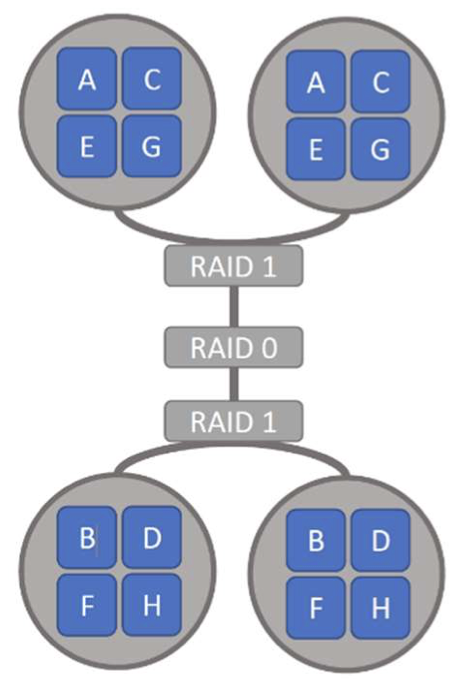 A C A C
E G E G
RAID 1
RAID 0
RAID 1
B D B D
F H F H